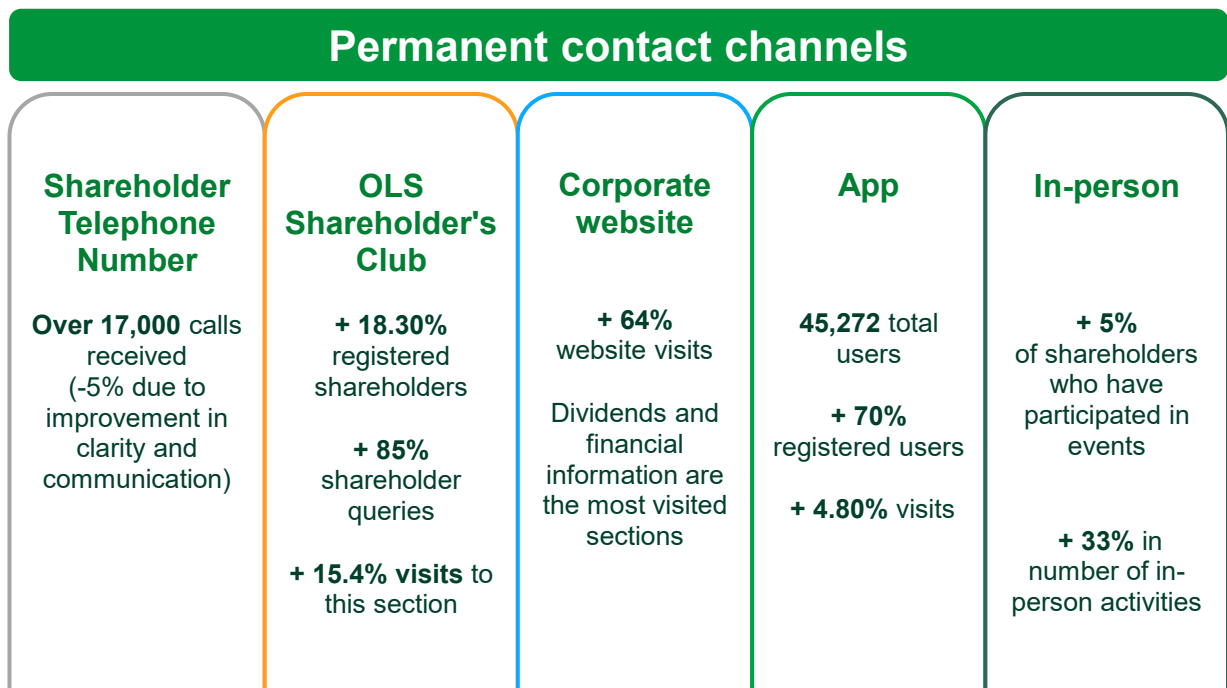 Permanent contact channels
Shareholder
Telephone
Number
Over 17,000 calls
received
(-5% due to
improvement in
clarity and
communication)
OLS
Shareholder's
Club
+ 18.30%
registered
shareholders
+ 85%
shareholder
queries
+ 15.4% visits to
this section
Corporate
website
+ 64%
website visits
Dividends and
financial
information are
the most visited
sections
App
45,272 total
users
+ 70%
registered users
+ 4.80% visits
In-person
+ 5%
of shareholders
who have
participated in
events
+ 33% in
number of in-
person activities